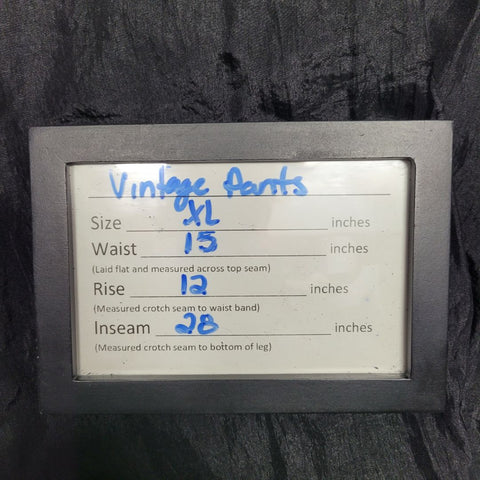 Vintage Pants
Size XL inches
Waist 15 inches
(Laid flat and measured across top seam)
Rise 12 inches
(Measured crotch seam to waist band)
Inseam 28 inches
(Measured crotch seam to bottom of leg)